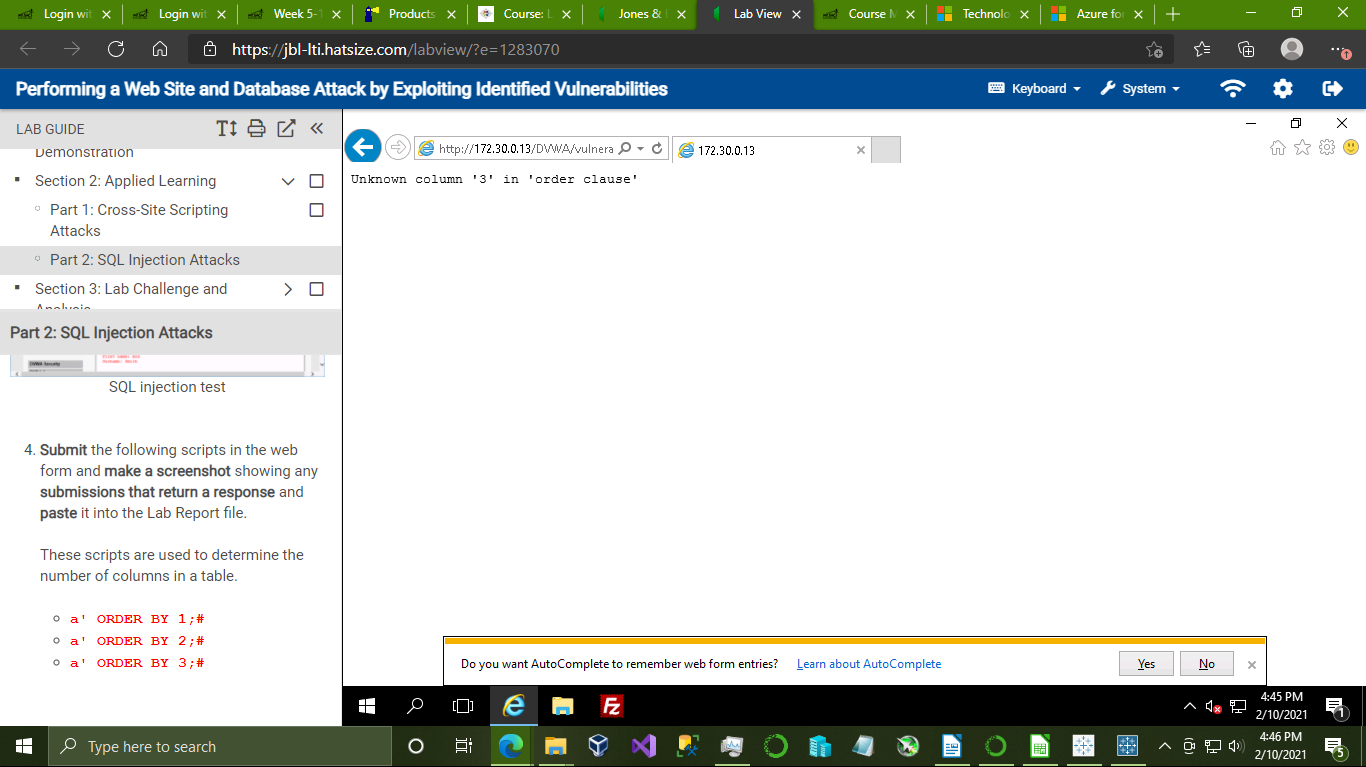 Login wit
Login wit
Week 5-1
Products
Course: L
Jones & 
Lab View
Course M
Technolo
Azure for
https://jbl-lti.hatsize.com/labview/?e=1283070
Performing a Web Site and Database Attack by Exploiting Identified Vulnerabilities
Keyboard
System
LAB GUIDE
Demonstration
Section 2: Applied Learning
Part 1: Cross-Site Scripting
Attacks
Part 2: SQL Injection Attacks
Section 3: Lab Challenge and
Analysis
Part 2: SQL Injection Attacks
DVWA Security
SQL injection test
4. Submit the following scripts in the web
form and make a screenshot showing any
submissions that return a response and
paste it into the Lab Report file.
These scripts are used to determine the
number of columns in a table.
a' ORDER BY 1;#
a' ORDER BY 2;#
a' ORDER BY 3;#
http://172.30.0.13/DVWA/vulnera
172.30.0.13
Unknown column '3' in 'order clause'
Do you want AutoComplete to remember web form entries?
Learn about AutoComplete
Yes
No
4:45 PM
2/10/2021
1
Type here to search
4:46 PM
2/10/2021
5